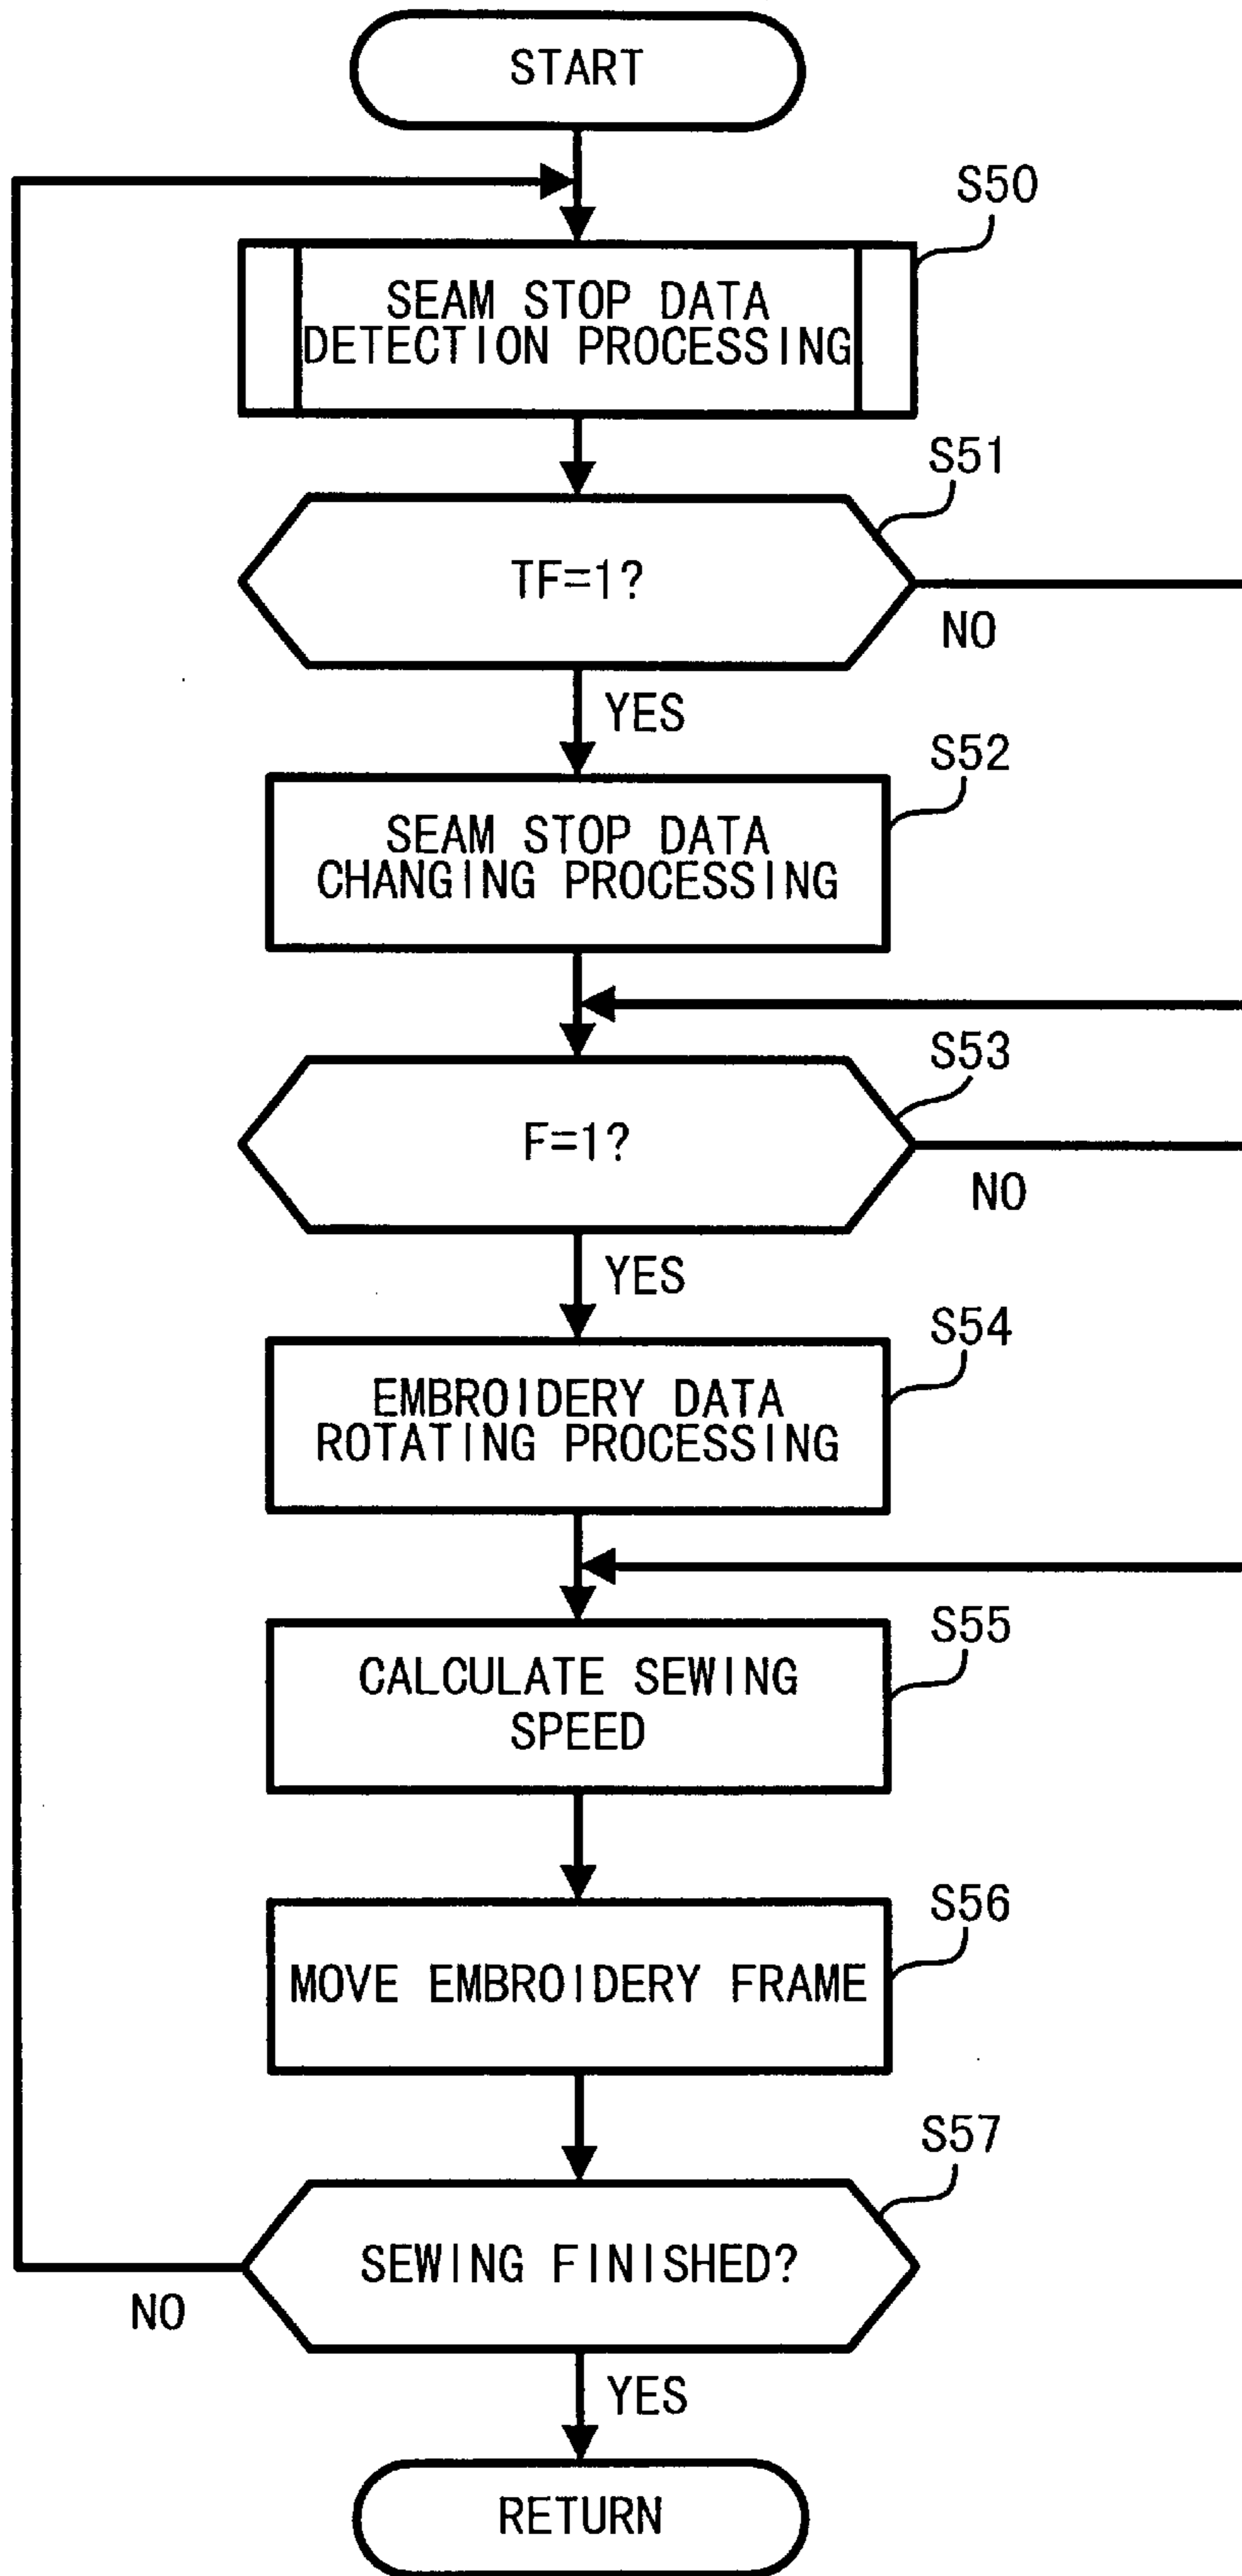 START
S50
SEAM STOP DATA
DETECTION PROCESSING
S51
TF=1?
NO
YES
S52
SEAM STOP DATA
CHANGING PROCESSING
S53
F=1?
NO
YES
S54
EMBROIDERY DATA
ROTATING PROCESSING
S55
CALCULATE SEWING
SPEED
S56
MOVE EMBROIDERY FRAME
S57
SEWING FINISHED?
NO
YES
RETURN